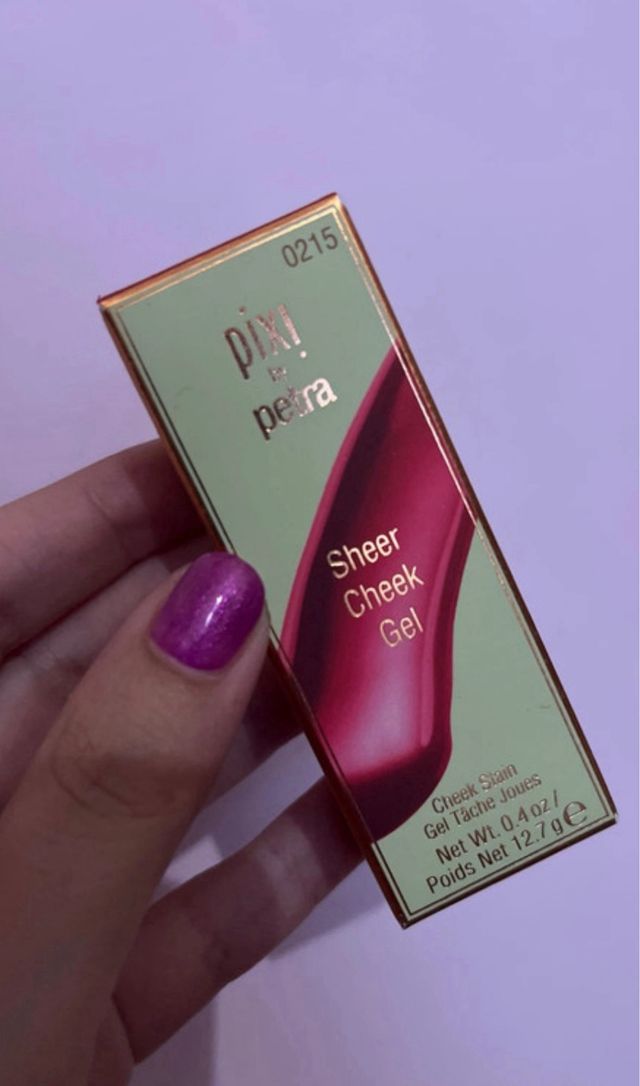 0215
pixi
by
petra
Sheer
Cheek
Gel
Cheek Stain
Gel Tâche Joues
Net Wt. 0.4 oz /
Poids Net 12.7 g ℮